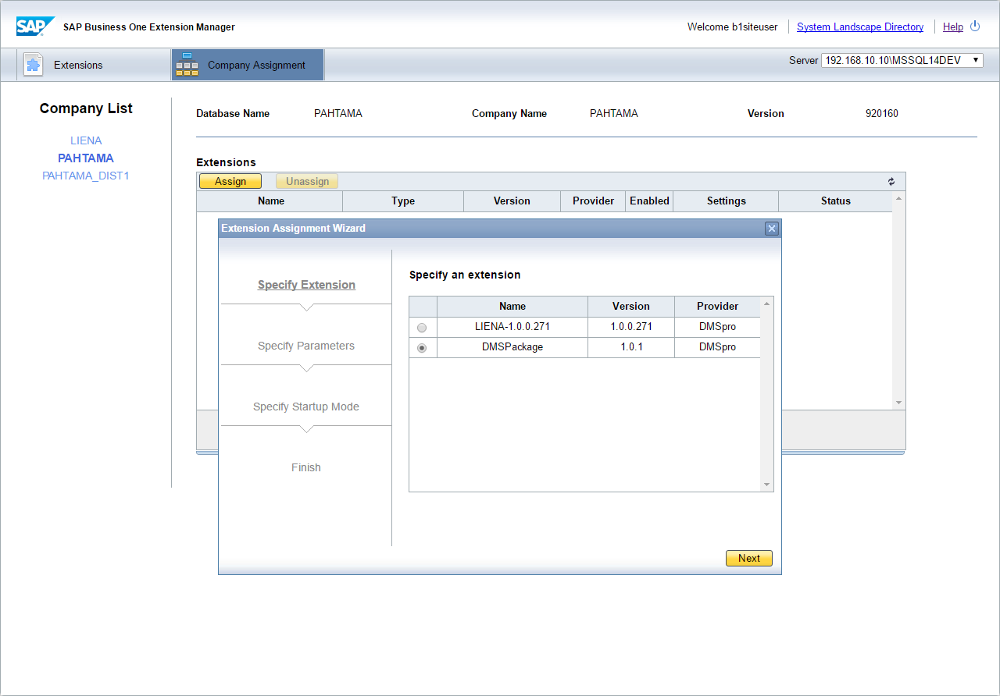 SAP SAP Business One Extension Manager Welcome b1siteuser System Landscape Directory Help
Extensions Company Assignment Server 192.168.10.10\MSSQL14DEV
Company List
LIENA
PAHTAMA
PAHTAMA_DIST1
Database Name PAHTAMA Company Name PAHTAMA Version 920160
Extensions
Assign Unassign
Name Type Version Provider Enabled Settings Status
Extension Assignment Wizard
Specify Extension
Specify Parameters
Specify Startup Mode
Finish
Specify an extension
Name Version Provider
LIENA-1.0.0.271 1.0.0.271 DMSpro
DMSPackage 1.0.1 DMSpro
Next